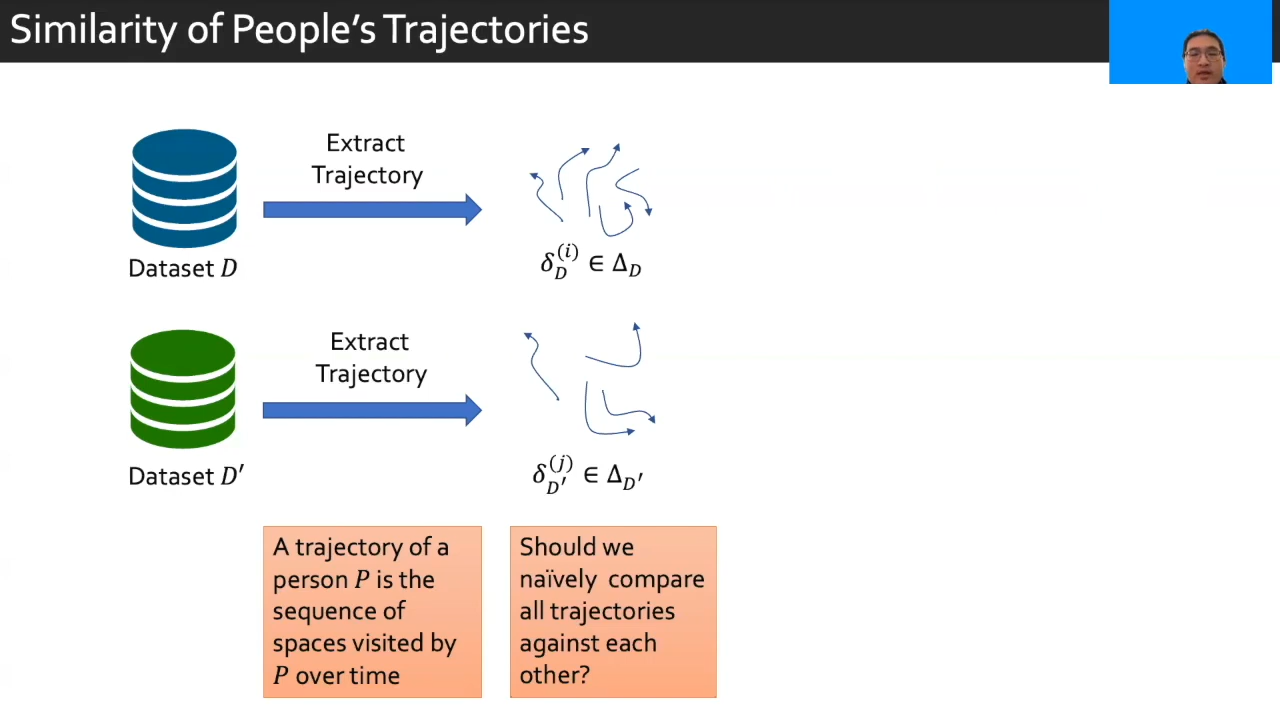 Similarity of People's Trajectories
Extract
Trajectory
Dataset D
δ_D^(i) ∈ Δ_D
Extract
Trajectory
Dataset D′
δ_D′^(j) ∈ Δ_D′
A trajectory of a
person P is the
sequence of
spaces visited by
P over time
Should we
naïvely compare
all trajectories
against each
other?